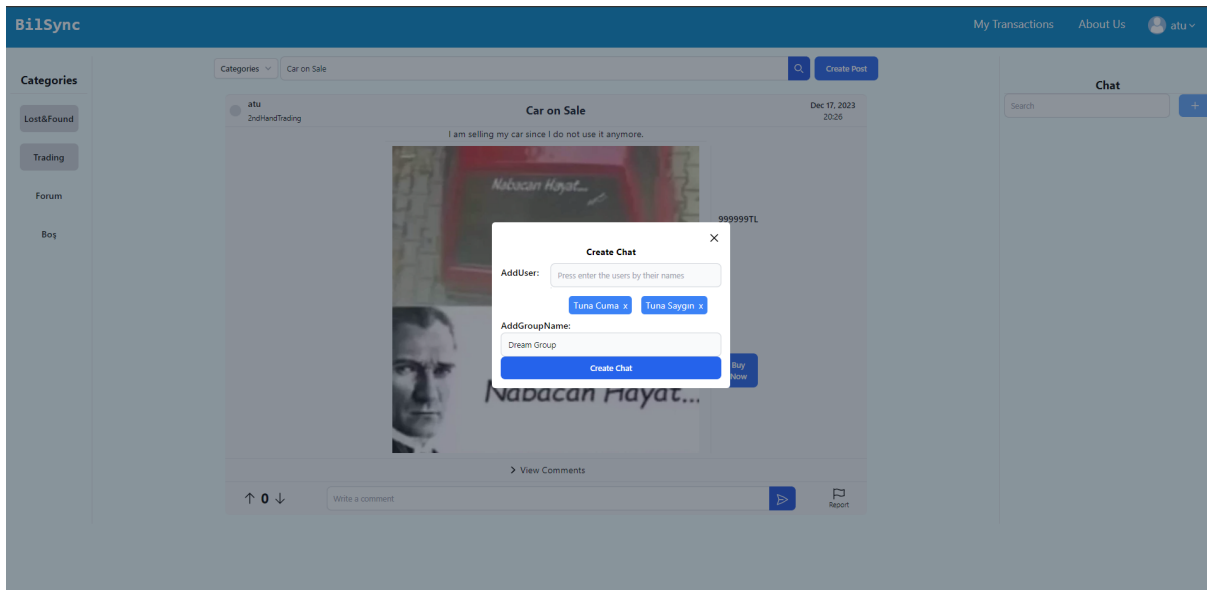 BilSync
My Transactions
About Us
atu
Categories
Lost&Found
Trading
Forum
Boş
Categories
Car on Sale
Create Post
atu
2ndHandTrading
Car on Sale
Dec 17, 2023
20:26
I am selling my car since I do not use it anymore.
Nabacan Hayat...
999999TL
Create Chat
AddUser:
Press enter the users by their names
Tuna Cuma x
Tuna Saygın x
AddGroupName:
Dream Group
Create Chat
Buy
Now
Nabacan Hayat...
View Comments
0
Write a comment
Report
Chat
Search
+